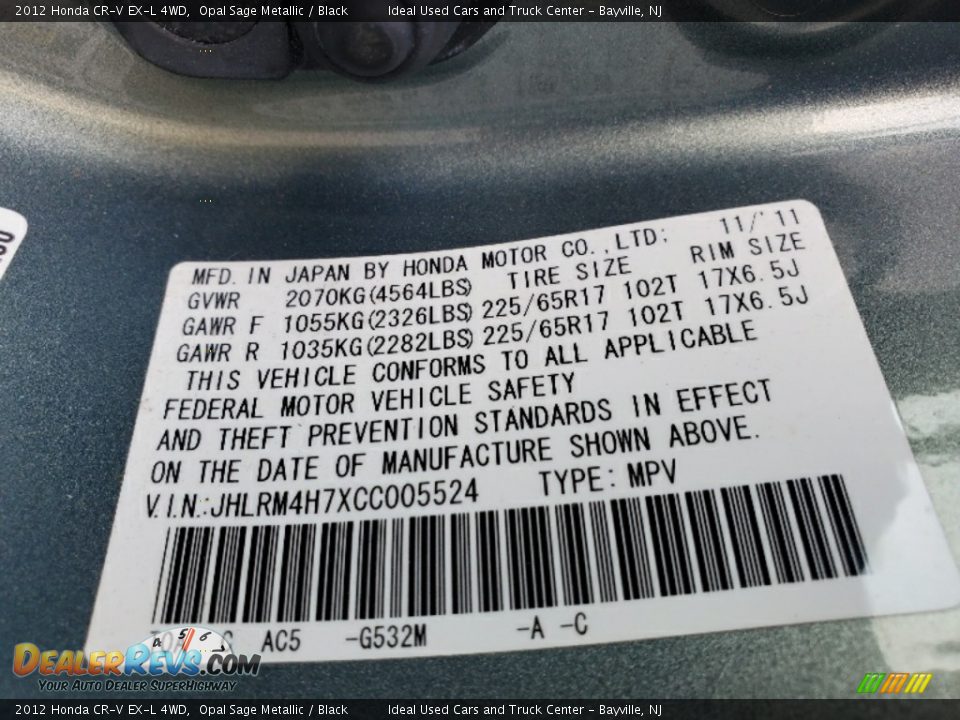 2012 Honda CR-V EX-L 4WD, Opal Sage Metallic / Black Ideal Used Cars and Truck Center - Bayville, NJ
MFD. IN JAPAN BY HONDA MOTOR CO.,LTD: 11/'11
GVWR 2070KG(4564LBS) TIRE SIZE RIM SIZE
GAWR F 1055KG(2326LBS) 225/65R17 102T 17X6.5J
GAWR R 1035KG(2282LBS) 225/65R17 102T 17X6.5J
THIS VEHICLE CONFORMS TO ALL APPLICABLE
FEDERAL MOTOR VEHICLE SAFETY
AND THEFT PREVENTION STANDARDS IN EFFECT
ON THE DATE OF MANUFACTURE SHOWN ABOVE.
V.I.N.:JHLRM4H7XCC005524 TYPE: MPV
AC5 -G532M -A -C
4 5 6
DEALERREVS.COM
YOUR AUTO DEALER SUPERHIGHWAY
2012 Honda CR-V EX-L 4WD, Opal Sage Metallic / Black Ideal Used Cars and Truck Center - Bayville, NJ